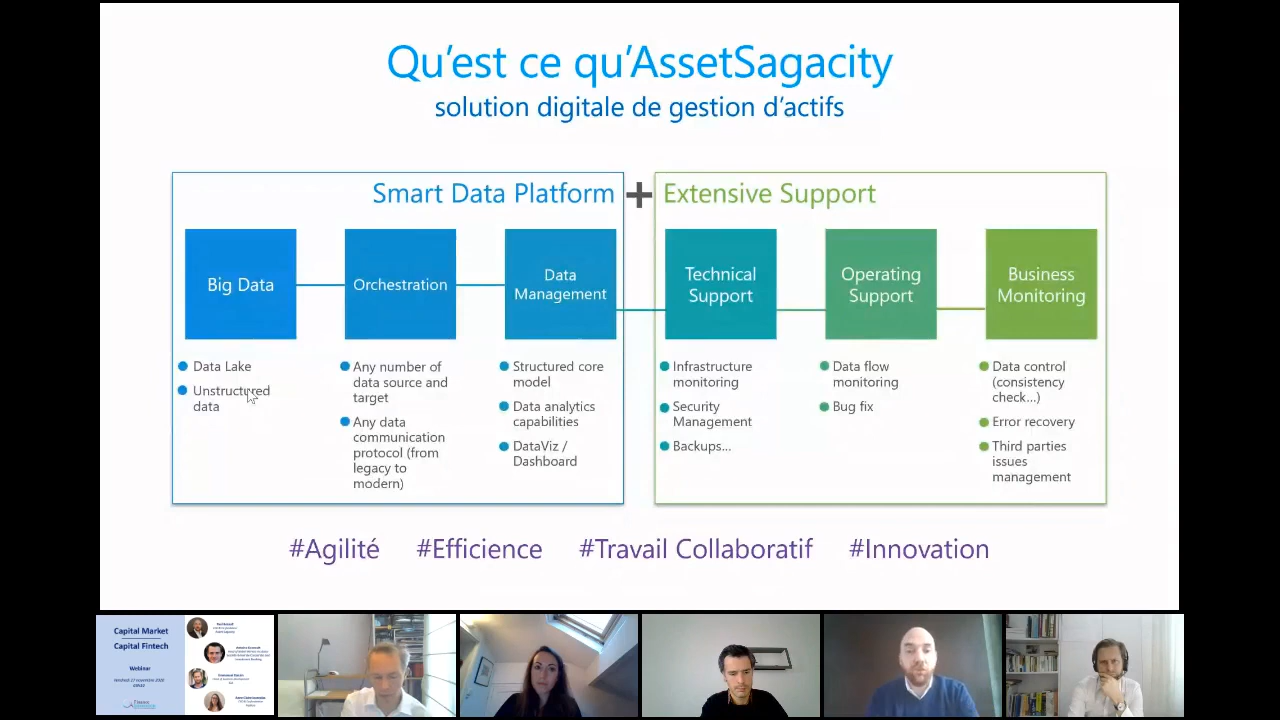 Qu'est ce qu'AssetSagacity
solution digitale de gestion d'actifs
Smart Data Platform
+
Extensive Support
Big Data
Orchestration
Data
Management
Technical
Support
Operating
Support
Business
Monitoring
Data Lake
Unstructured
data
Any number of
data source and
target
Any data
communication
protocol (from
legacy to
modern)
Structured core
model
Data analytics
capabilities
DataViz /
Dashboard
Infrastructure
monitoring
Security
Management
Backups...
Data flow
monitoring
Bug fix
Data control
(consistency
check...)
Error recovery
Third parties
issues
management
#Agilité #Efficience #Travail Collaboratif #Innovation
Capital Market
Capital Fintech
Webinar